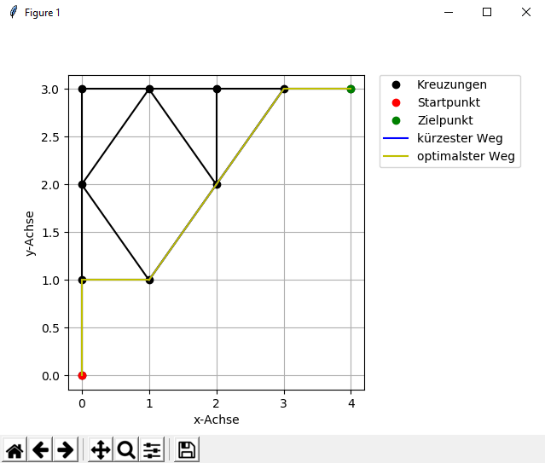 Figure 1
3.0
2.5
2.0
1.5
1.0
0.5
0.0
y-Achse
0 1 2 3 4
x-Achse
Kreuzungen
Startpunkt
Zielpunkt
kürzester Weg
optimalster Weg